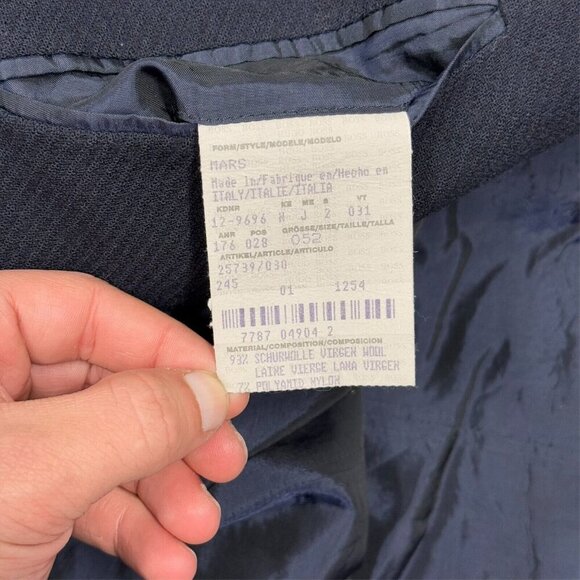 FORM/STYLE/MODELE/MODELO
MARS
Made in/Fabrique en/Hecho en
ITALY/ITALIE/ITALIA
KDNR KE ME S VT
12-9696 H J 2 031
ANR POS GRÖSSE/SIZE/TAILLE/TALLA
176 028 052
ARTIKEL/ARTICLE/ARTICULO
25739/030
245 01 1254
7787 04904 2
MATERIAL/COMPOSITION/COMPOSICION
93% SCHURWOLLE VIRGEN WOOL
LAINE VIERGE LANA VIRGEN
7% POLYAMID NYLON